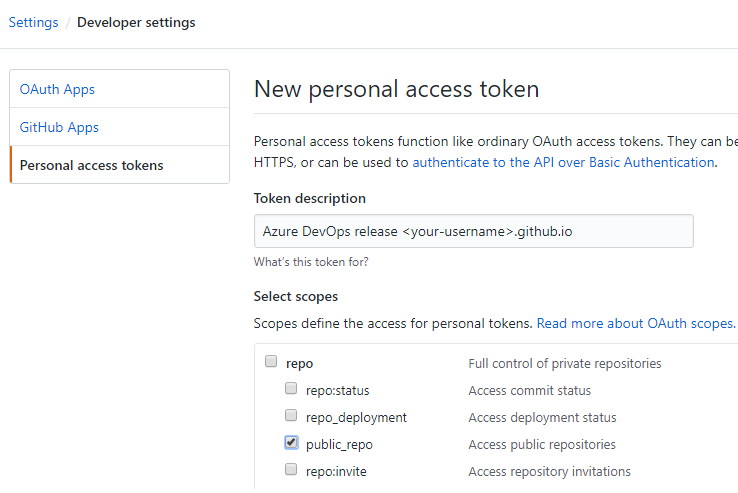 Settings / Developer settings
OAuth Apps
GitHub Apps
Personal access tokens
New personal access token
Personal access tokens function like ordinary OAuth access tokens. They can be
HTTPS, or can be used to authenticate to the API over Basic Authentication.
Token description
Azure DevOps release <your-username>.github.io
What's this token for?
Select scopes
Scopes define the access for personal tokens. Read more about OAuth scopes.
repo Full control of private repositories
repo:status Access commit status
repo_deployment Access deployment status
public_repo Access public repositories
repo:invite Access repository invitations